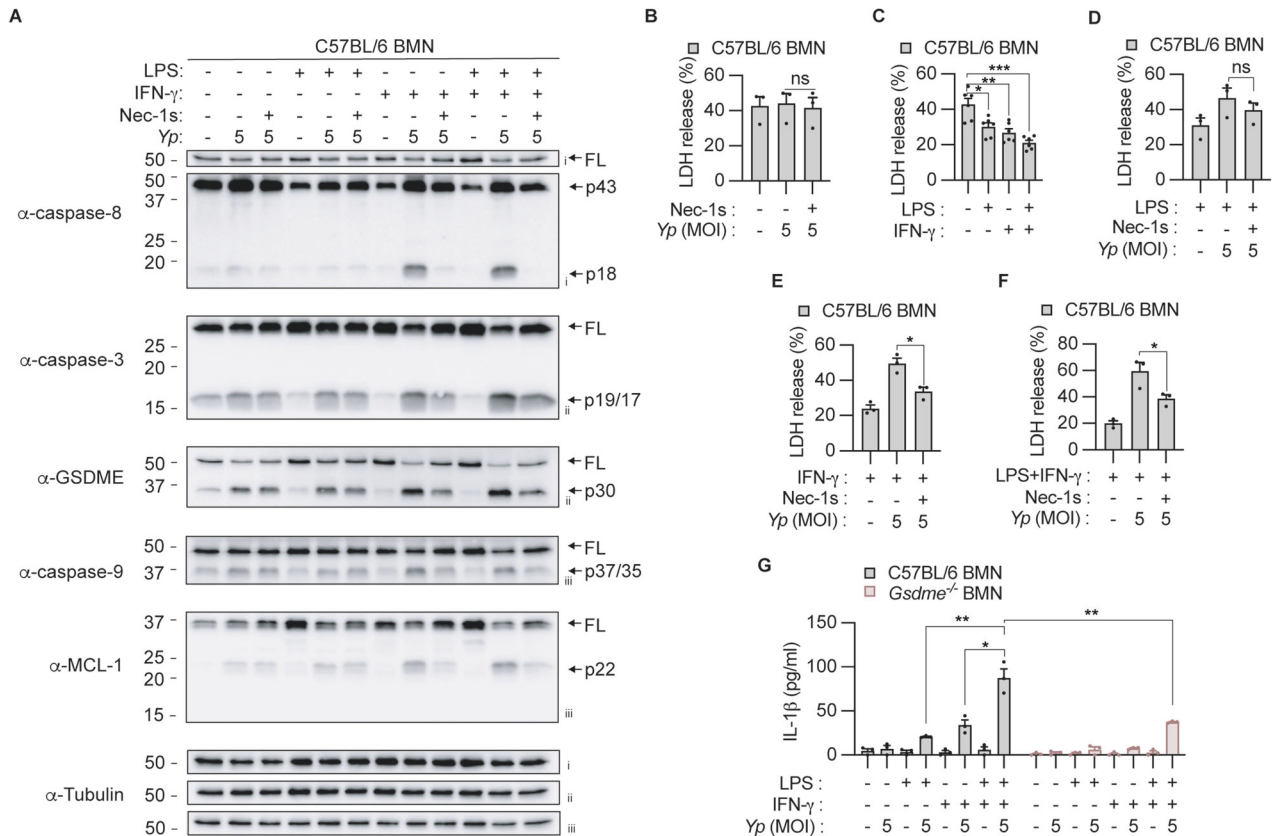 A
C57BL/6 BMN
LPS: - - - + + + - - - + + +
IFN-γ: - - - - - - + + + + + +
Nec-1s: - - + - - + - - + - - +
Yp: - 5 5 - 5 5 - 5 5 - 5 5
50 -
i
FL
α-caspase-8
50 -
37 -
25 -
20 -
p43
p18
i
α-caspase-3
25 -
20 -
15 -
FL
p19/17
ii
α-GSDME
50 -
37 -
FL
p30
ii
α-caspase-9
50 -
37 -
FL
p37/35
iii
α-MCL-1
37 -
25 -
20 -
15 -
FL
p22
iii
α-Tubulin
50 -
i
50 -
ii
50 -
iii
B
C57BL/6 BMN
LDH release (%)
60
40
20
0
ns
Nec-1s : - - +
Yp (MOI) : - 5 5
C
C57BL/6 BMN
LDH release (%)
60
40
20
0
***
**
*
LPS : - + - +
IFN-γ : - - + +
D
C57BL/6 BMN
LDH release (%)
60
40
20
0
ns
LPS : + + +
Nec-1s : - - +
Yp (MOI) : - 5 5
E
C57BL/6 BMN
LDH release (%)
60
40
20
0
*
IFN-γ : + + +
Nec-1s : - - +
Yp (MOI) : - 5 5
F
C57BL/6 BMN
LDH release (%)
80
60
40
20
0
*
LPS+IFN-γ : + + +
Nec-1s : - - +
Yp (MOI) : - 5 5
G
C57BL/6 BMN
Gsdme-/- BMN
IL-1β (pg/ml)
150
100
50
0
**
*
**
LPS : - - + + - - + + - - + + - - + +
IFN-γ : - - - - + + + + - - - - + + + +
Yp (MOI) : - 5 - 5 - 5 - 5 - 5 - 5 - 5 - 5